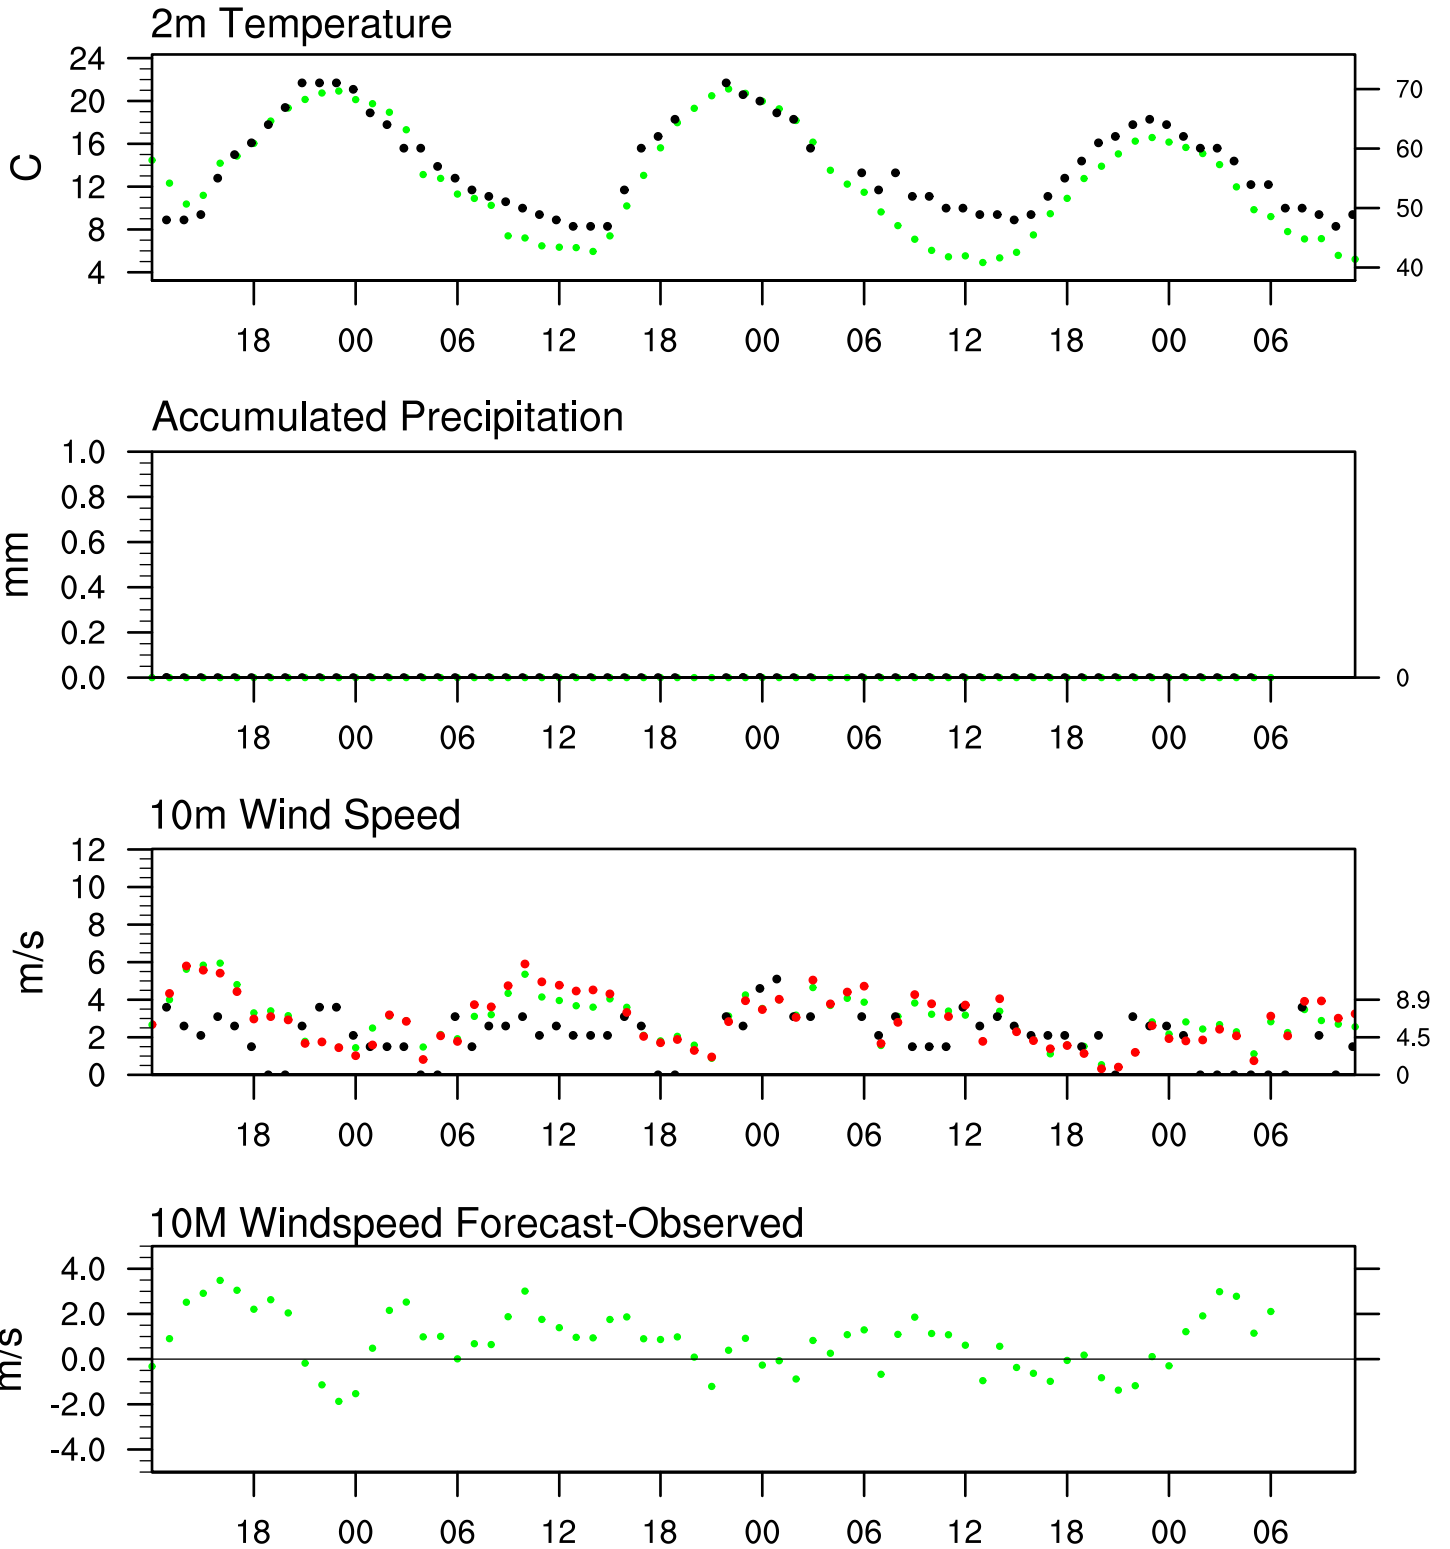 2m Temperature
24
20
16
12
8
4
C
70
60
50
40
18 00 06 12 18 00 06 12 18 00 06
Accumulated Precipitation
1.0
0.8
0.6
0.4
0.2
0.0
mm
0
18 00 06 12 18 00 06 12 18 00 06
10m Wind Speed
12
10
8
6
4
2
0
m/s
8.9
4.5
0
18 00 06 12 18 00 06 12 18 00 06
10M Windspeed Forecast-Observed
4.0
2.0
0.0
-2.0
-4.0
m/s
18 00 06 12 18 00 06 12 18 00 06